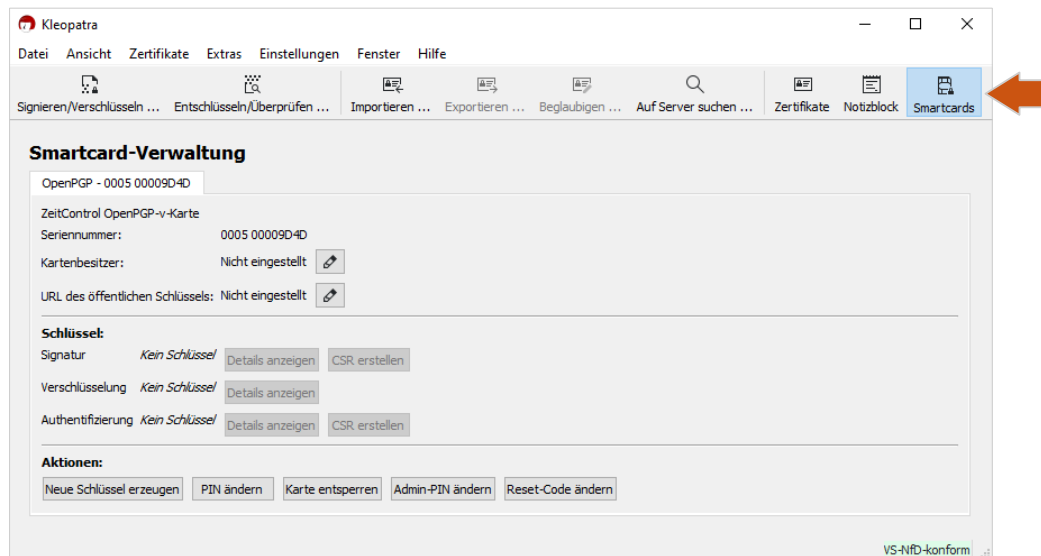 Kleopatra
Datei Ansicht Zertifikate Extras Einstellungen Fenster Hilfe
Signieren/Verschlüsseln ... Entschlüsseln/Überprüfen ... Importieren ... Exportieren ... Beglaubigen ... Auf Server suchen ... Zertifikate Notizblock Smartcards
Smartcard-Verwaltung
OpenPGP - 0005 00009D4D
ZeitControl OpenPGP-v-Karte
Seriennummer: 0005 00009D4D
Kartenbesitzer: Nicht eingestellt
URL des öffentlichen Schlüssels: Nicht eingestellt
Schlüssel:
Signatur Kein Schlüssel Details anzeigen CSR erstellen
Verschlüsselung Kein Schlüssel Details anzeigen
Authentifizierung Kein Schlüssel Details anzeigen CSR erstellen
Aktionen:
Neue Schlüssel erzeugen PIN ändern Karte entsperren Admin-PIN ändern Reset-Code ändern
VS-NfD-konform